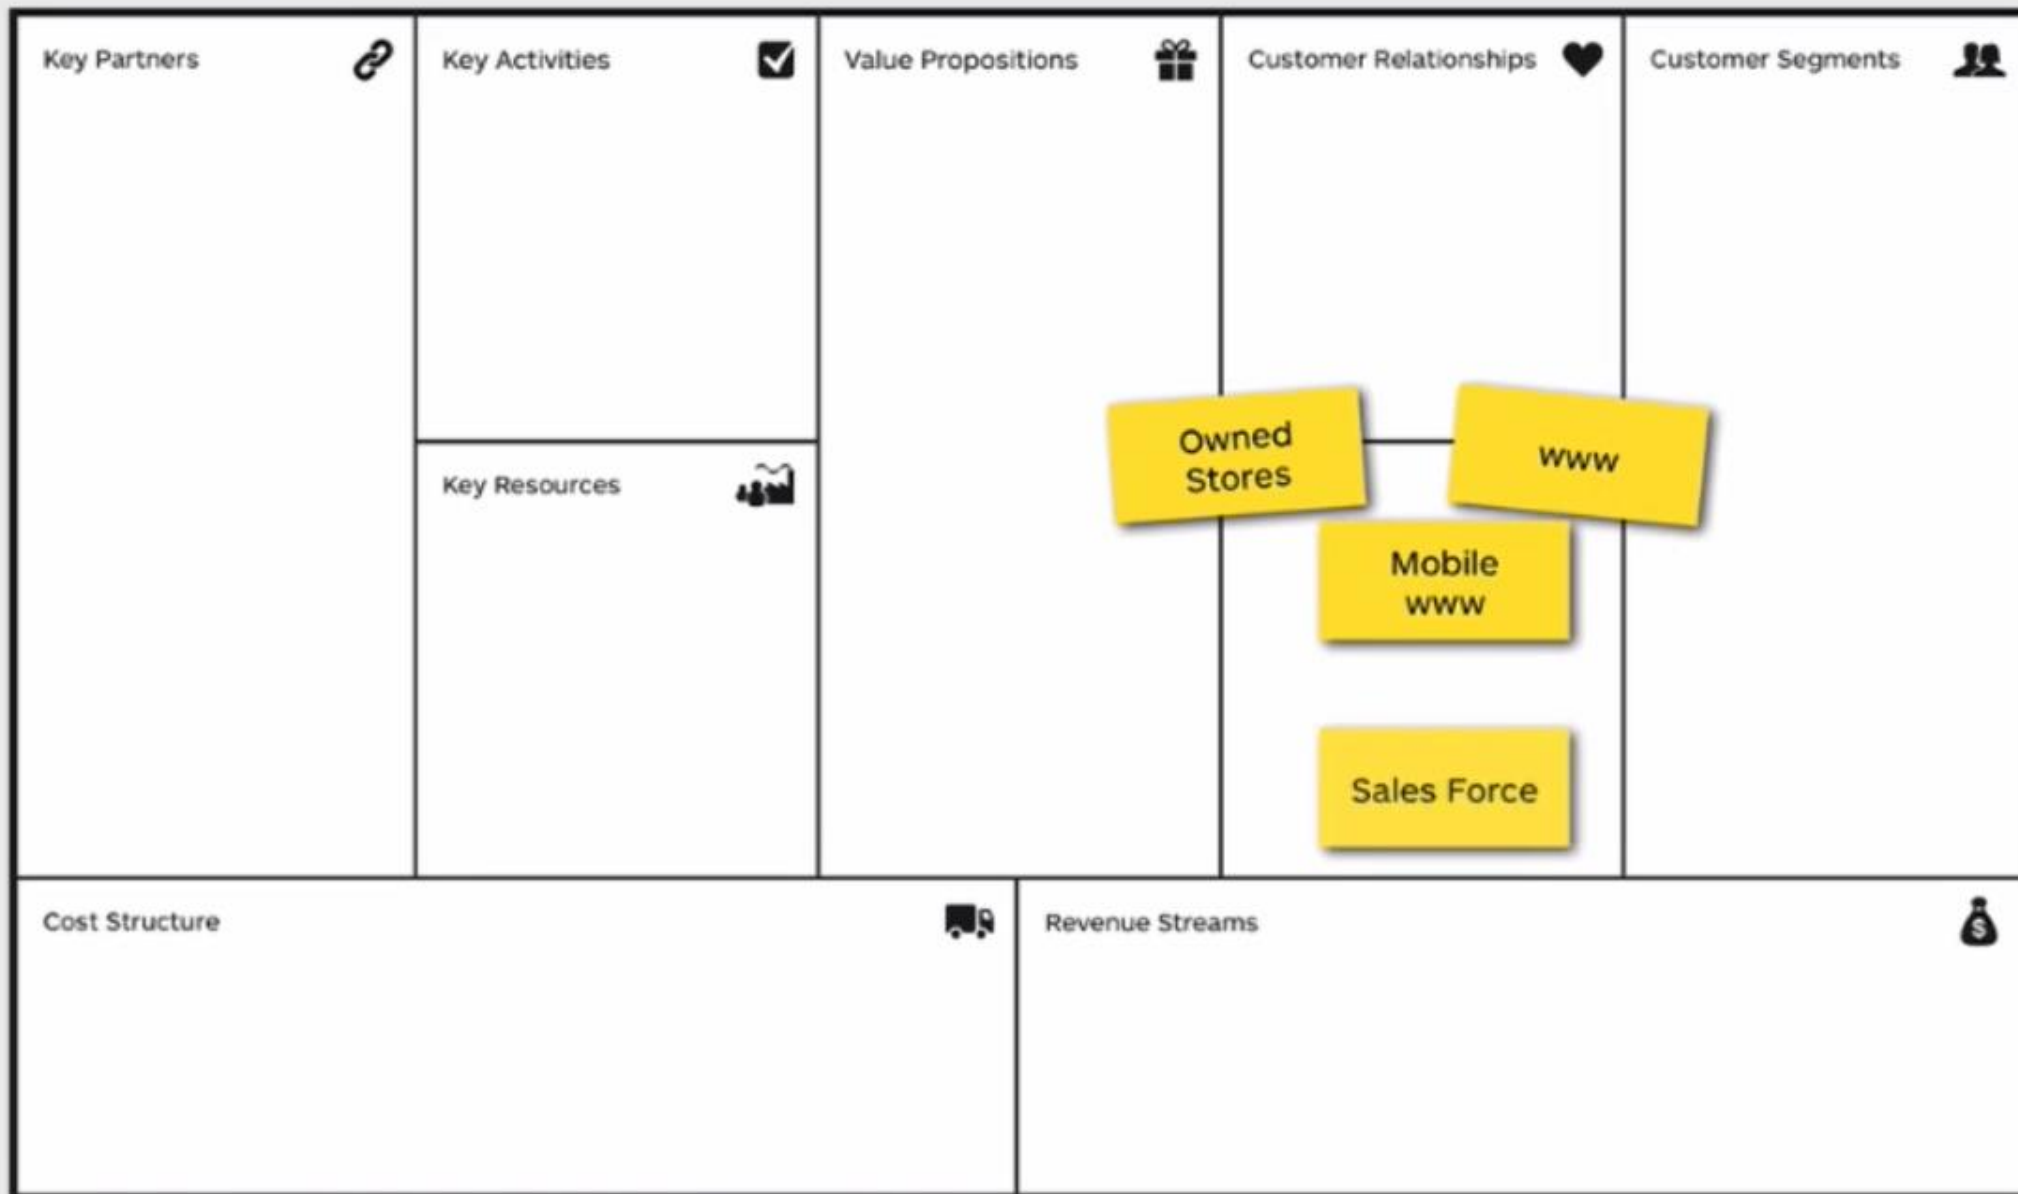 Key Partners
Key Activities
Value Propositions
Customer Relationships
Customer Segments
Owned
Stores
www
Key Resources
Mobile
www
Sales Force
Cost Structure
Revenue Streams
$